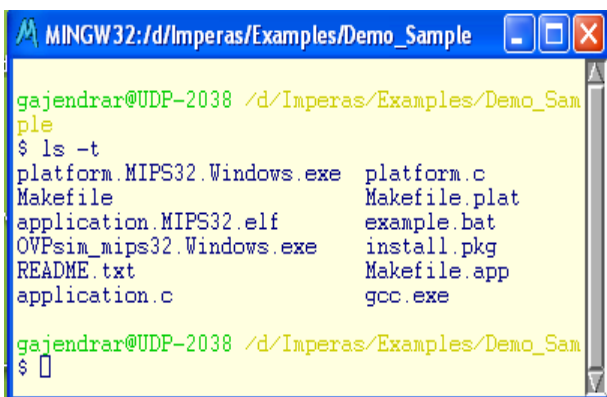 MINGW32:/d/Imperas/Examples/Demo_Sample
gajendrar@UDP-2038 /d/Imperas/Examples/Demo_Sam
ple
$ ls -t
platform.MIPS32.Windows.exe platform.c
Makefile Makefile.plat
application.MIPS32.elf example.bat
OVPsim_mips32.Windows.exe install.pkg
README.txt Makefile.app
application.c gcc.exe
gajendrar@UDP-2038 /d/Imperas/Examples/Demo_Sam
$